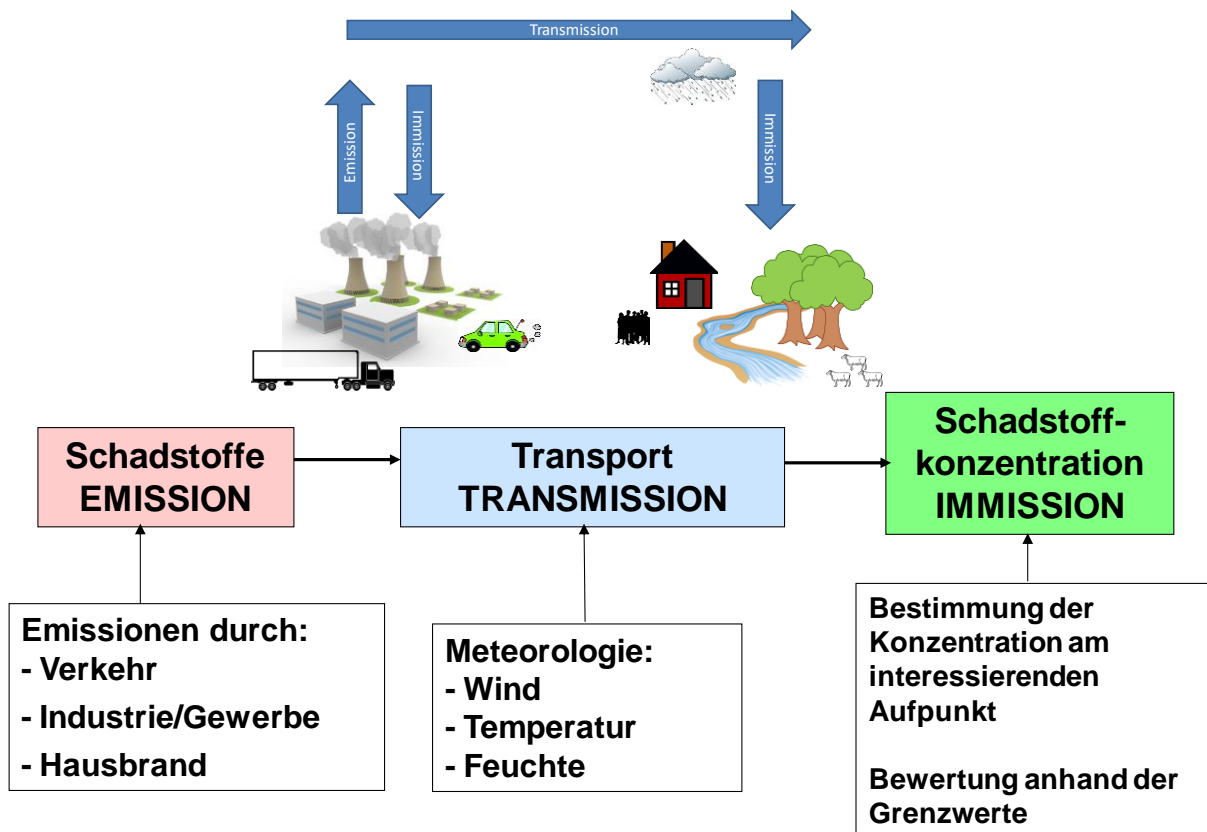 Transmission
Emission
Immission
Immission
Schadstoffe
EMISSION
Transport
TRANSMISSION
Schadstoff-
konzentration
IMMISSION
Emissionen durch:
- Verkehr
- Industrie/Gewerbe
- Hausbrand
Meteorologie:
- Wind
- Temperatur
- Feuchte
Bestimmung der
Konzentration am
interessierenden
Aufpunkt
Bewertung anhand der
Grenzwerte